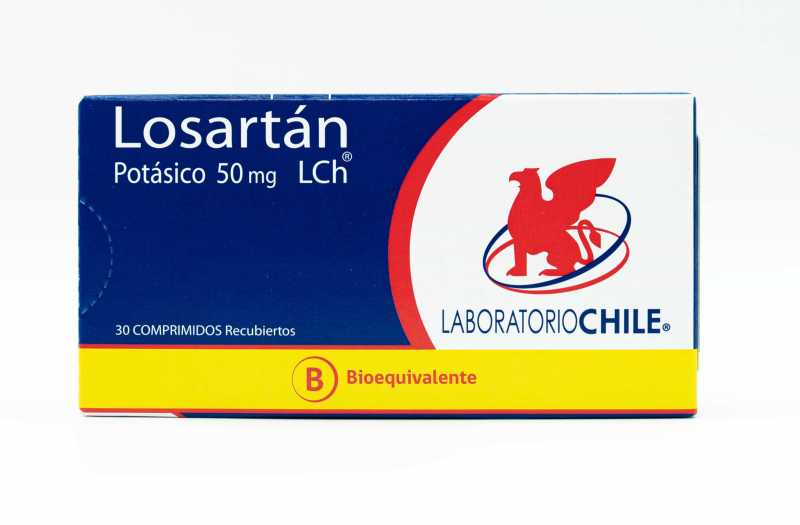 Losartán
Potásico 50 mg LCh®
30 COMPRIMIDOS Recubiertos
LABORATORIOCHILE®
B Bioequivalente